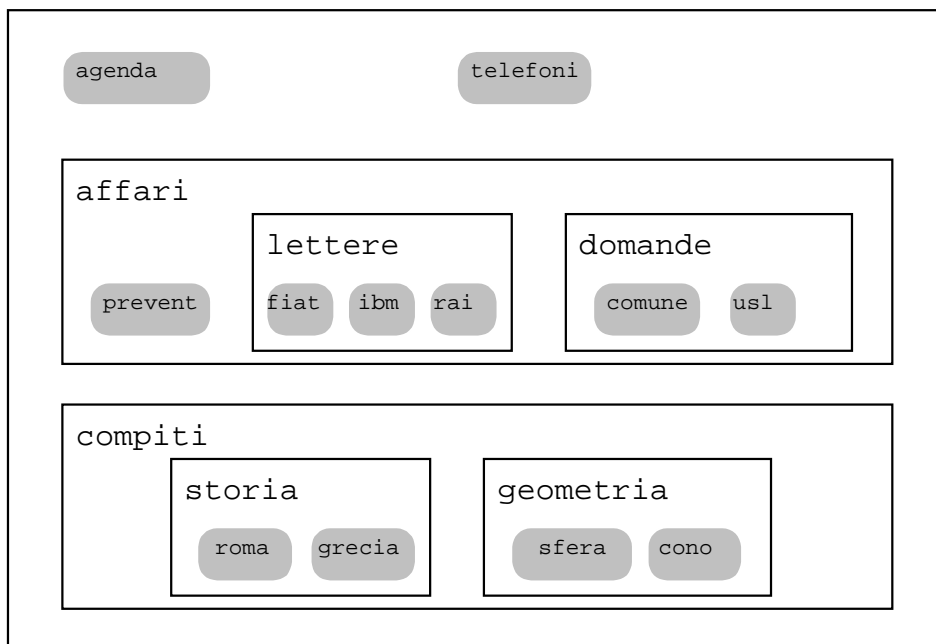 agenda telefoni
affari
lettere domande
prevent fiat ibm rai comune usl
compiti
storia geometria
roma grecia sfera cono